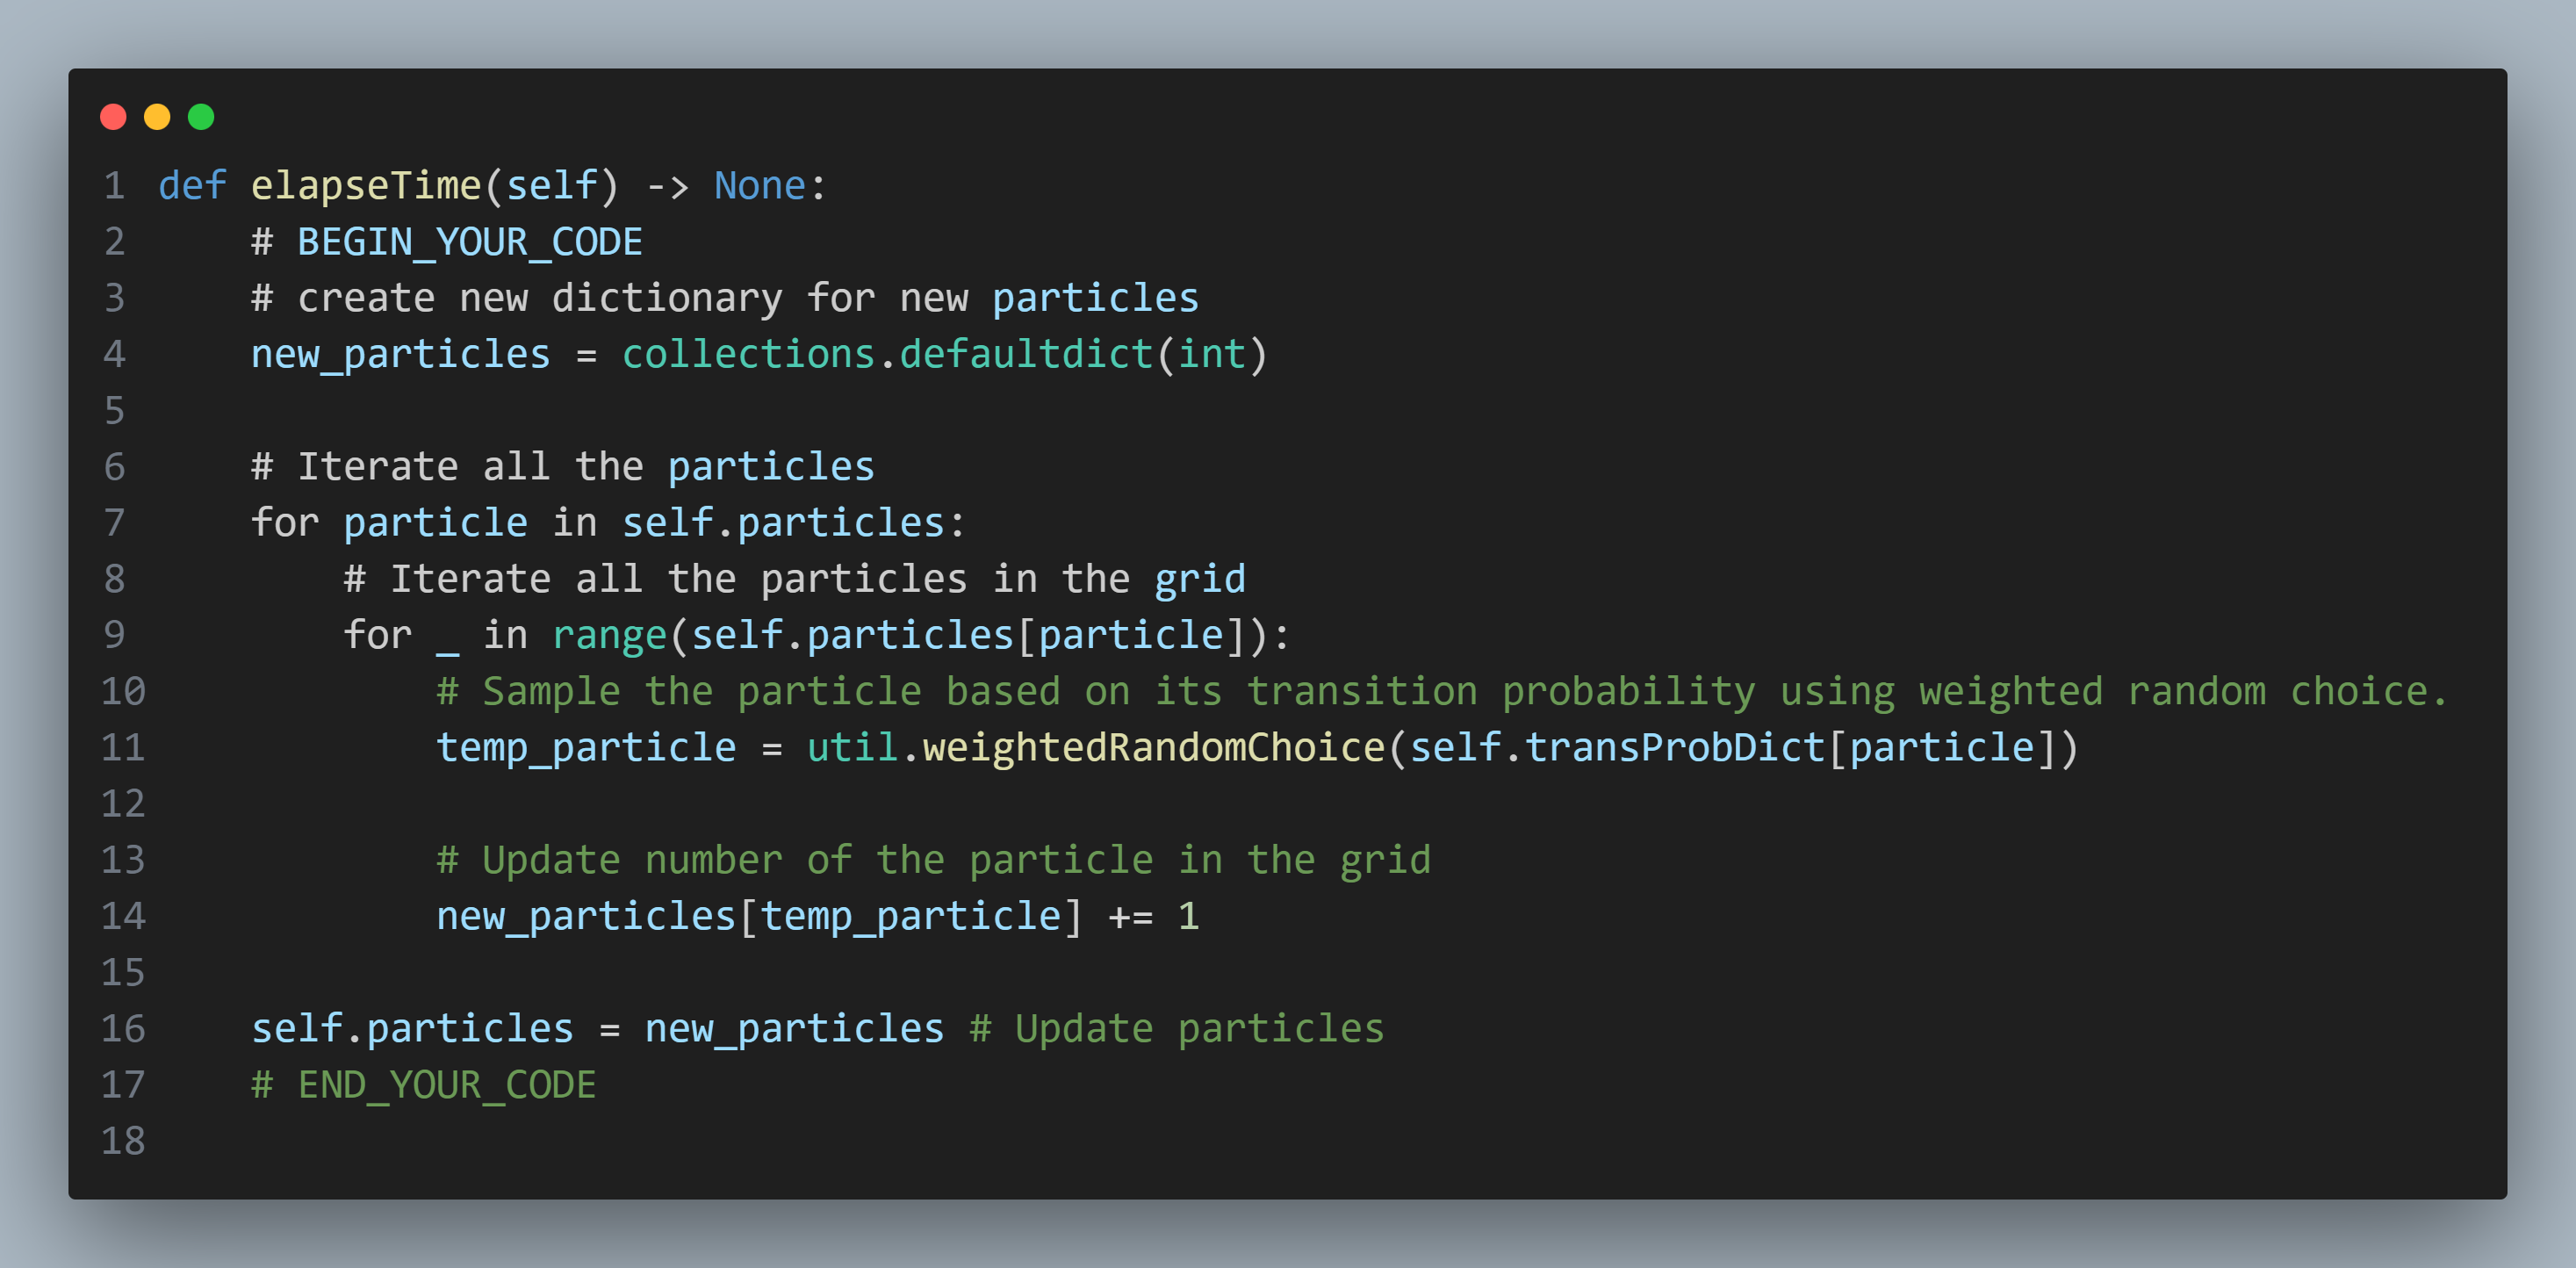 1 def elapseTime(self) -> None:
2     # BEGIN_YOUR_CODE
3     # create new dictionary for new particles
4     new_particles = collections.defaultdict(int)
5
6     # Iterate all the particles
7     for particle in self.particles:
8         # Iterate all the particles in the grid
9         for _ in range(self.particles[particle]):
10             # Sample the particle based on its transition probability using weighted random choice.
11             temp_particle = util.weightedRandomChoice(self.transProbDict[particle])
12
13             # Update number of the particle in the grid
14             new_particles[temp_particle] += 1
15
16     self.particles = new_particles # Update particles
17     # END_YOUR_CODE
18